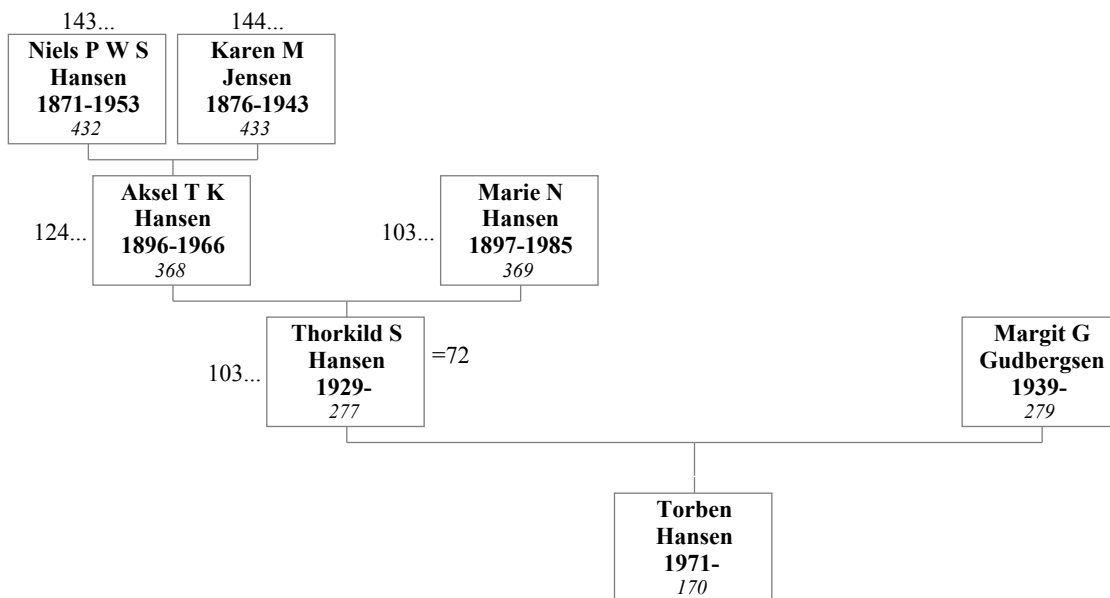 143...
144...
Niels P W S
Hansen
1871-1953
432
Karen M
Jensen
1876-1943
433
124...
Aksel T K
Hansen
1896-1966
368
103...
Marie N
Hansen
1897-1985
369
103...
Thorkild S
Hansen
1929-
277
=72
Margit G
Gudbergsen
1939-
279
Torben
Hansen
1971-
170